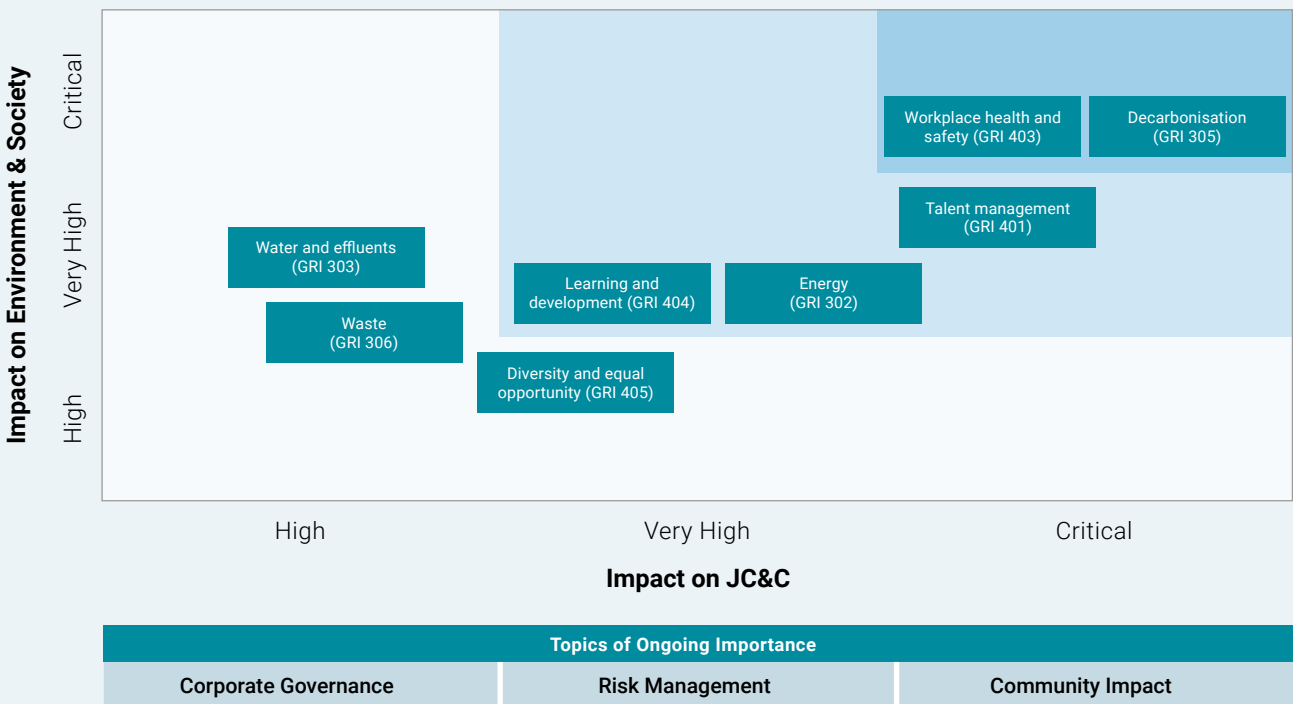 Impact on Environment & Society
Critical
Very High
High
Workplace health and
safety (GRI 403)
Decarbonisation
(GRI 305)
Talent management
(GRI 401)
Water and effluents
(GRI 303)
Learning and
development (GRI 404)
Energy
(GRI 302)
Waste
(GRI 306)
Diversity and equal
opportunity (GRI 405)
High
Very High
Critical
Impact on JC&C
Topics of Ongoing Importance
Corporate Governance
Risk Management
Community Impact